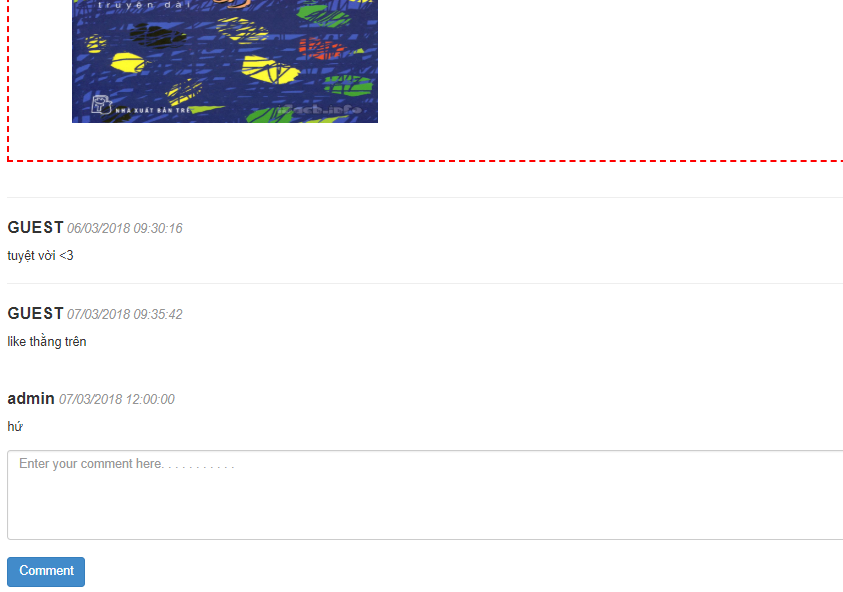 truyện dài
NHÀ XUẤT BẢN TRẺ
iSach.info
GUEST 06/03/2018 09:30:16
tuyệt vời <3
GUEST 07/03/2018 09:35:42
like thằng trên
admin 07/03/2018 12:00:00
hứ
Enter your comment here. . . . . . . . . . .
Comment